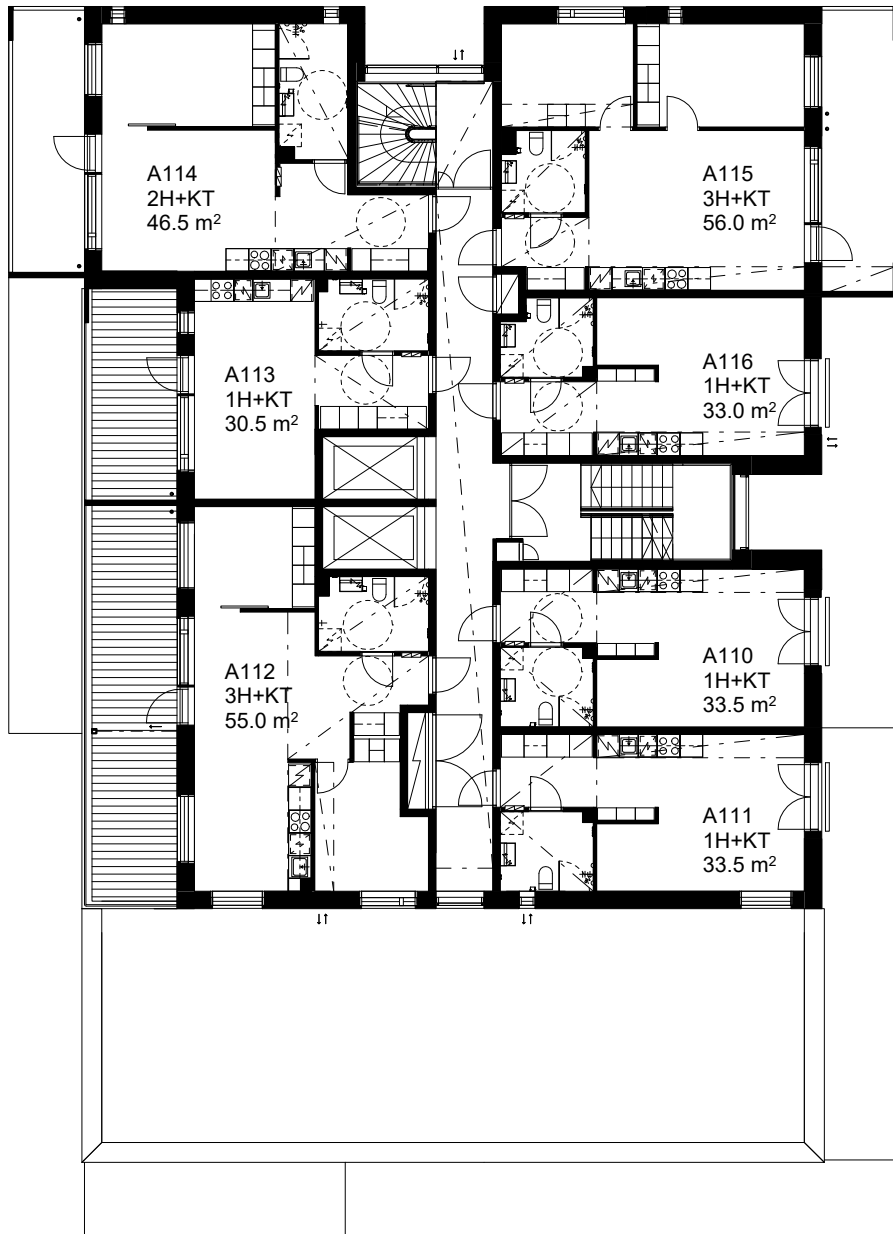 A114
2H+KT
46.5 m²
A115
3H+KT
56.0 m²
A113
1H+KT
30.5 m²
A116
1H+KT
33.0 m²
A112
3H+KT
55.0 m²
A110
1H+KT
33.5 m²
A111
1H+KT
33.5 m²